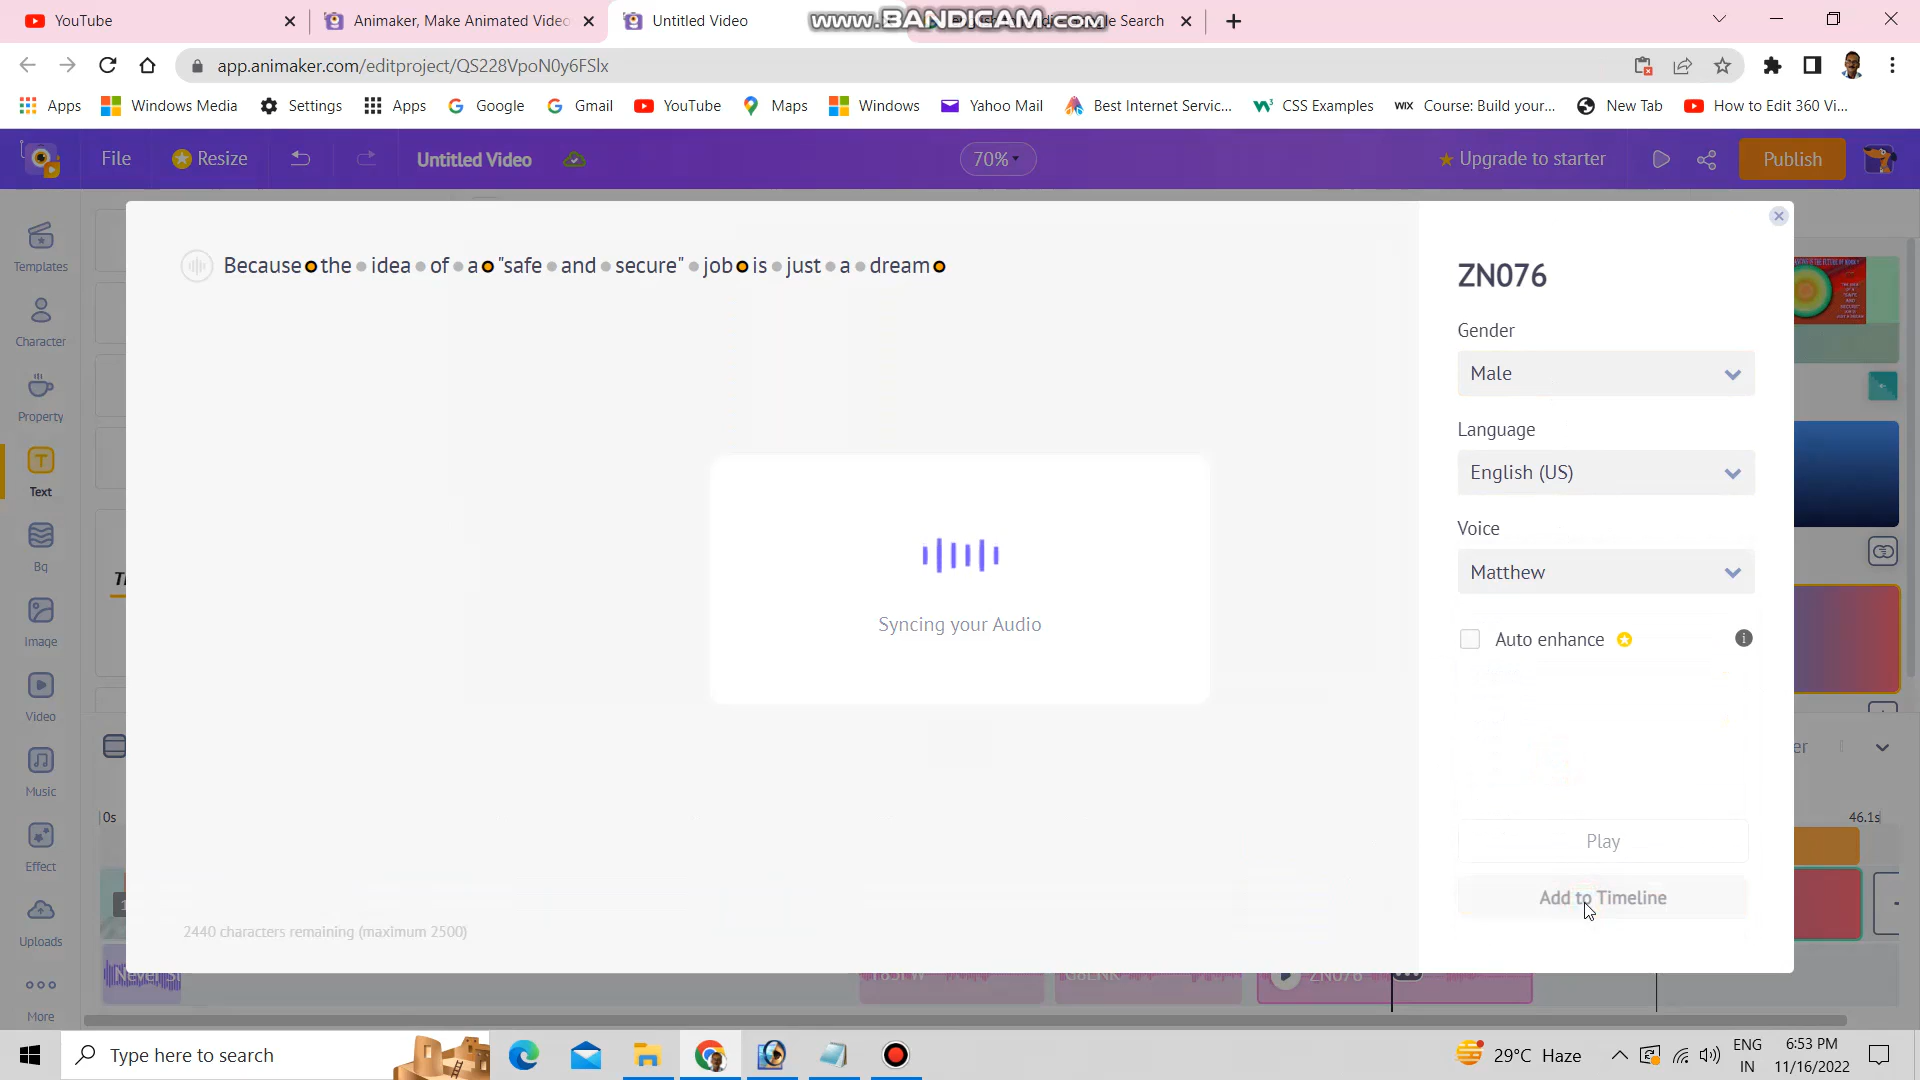 YouTube
Animaker, Make Animated Video
Untitled Video
www.BANDICAM.com
Search
app.animaker.com/editproject/QS228VpoN0y6FSlx
Apps
Windows Media
Settings
Apps
Google
Gmail
YouTube
Maps
Windows
Yahoo Mail
Best Internet Servic...
CSS Examples
WIX
Course: Build your...
New Tab
How to Edit 360 Vi...
File
Resize
Untitled Video
70%
Upgrade to starter
Publish
Templates
Character
Property
Text
Bg
Image
Video
Music
Effect
Uploads
More
Because the idea of a "safe and secure" job is just a dream
Syncing your Audio
2440 characters remaining (maximum 2500)
ZN076
Gender
Male
Language
English (US)
Voice
Matthew
Auto enhance
Play
Add to Timeline
0s
46.1s
ZN076
Type here to search
29°C Haze
ENG
IN
6:53 PM
11/16/2022